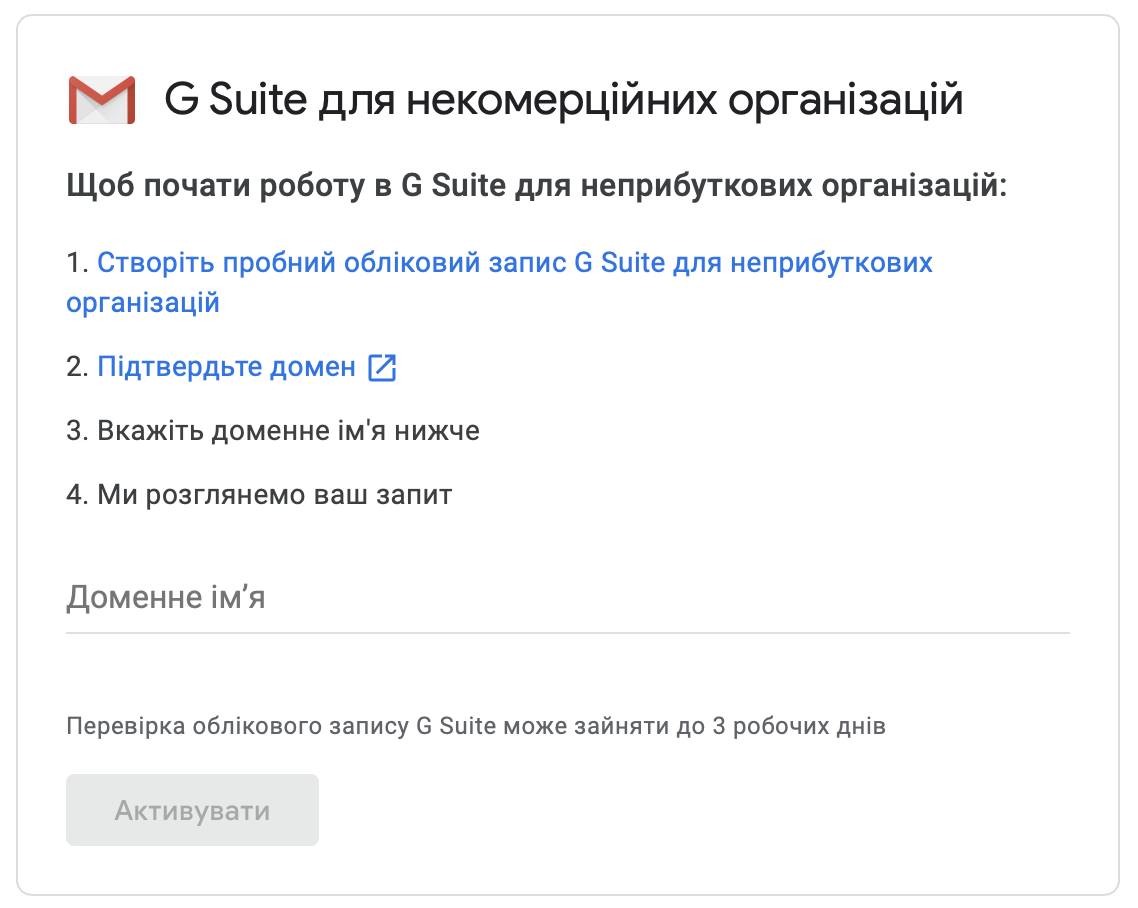 G Suite для некомерційних організацій
Щоб почати роботу в G Suite для неприбуткових організацій:
1. Створіть пробний обліковий запис G Suite для неприбуткових
організацій
2. Підтвердьте домен
3. Вкажіть доменне ім'я нижче
4. Ми розглянемо ваш запит
Доменне ім’я
Перевірка облікового запису G Suite може зайняти до 3 робочих днів
Активувати